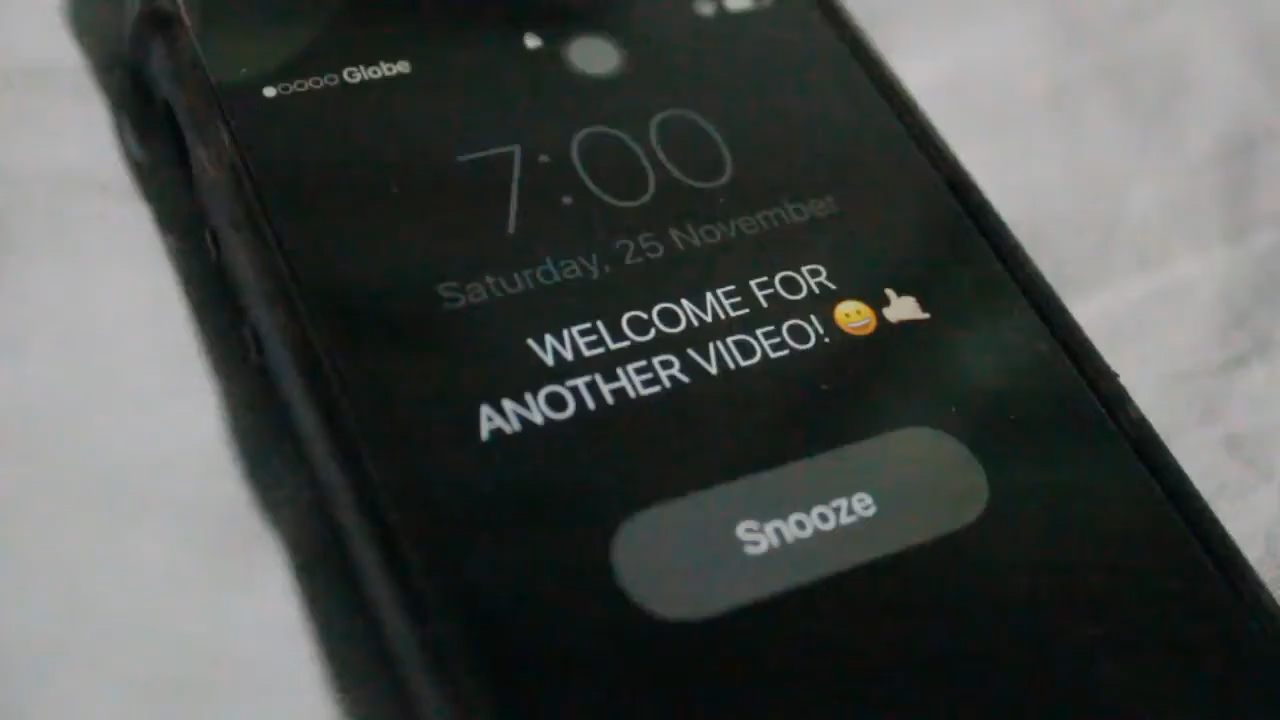 Globe
7:00
Saturday, 25 November
WELCOME FOR
ANOTHER VIDEO! 😀🤙🏻
Snooze